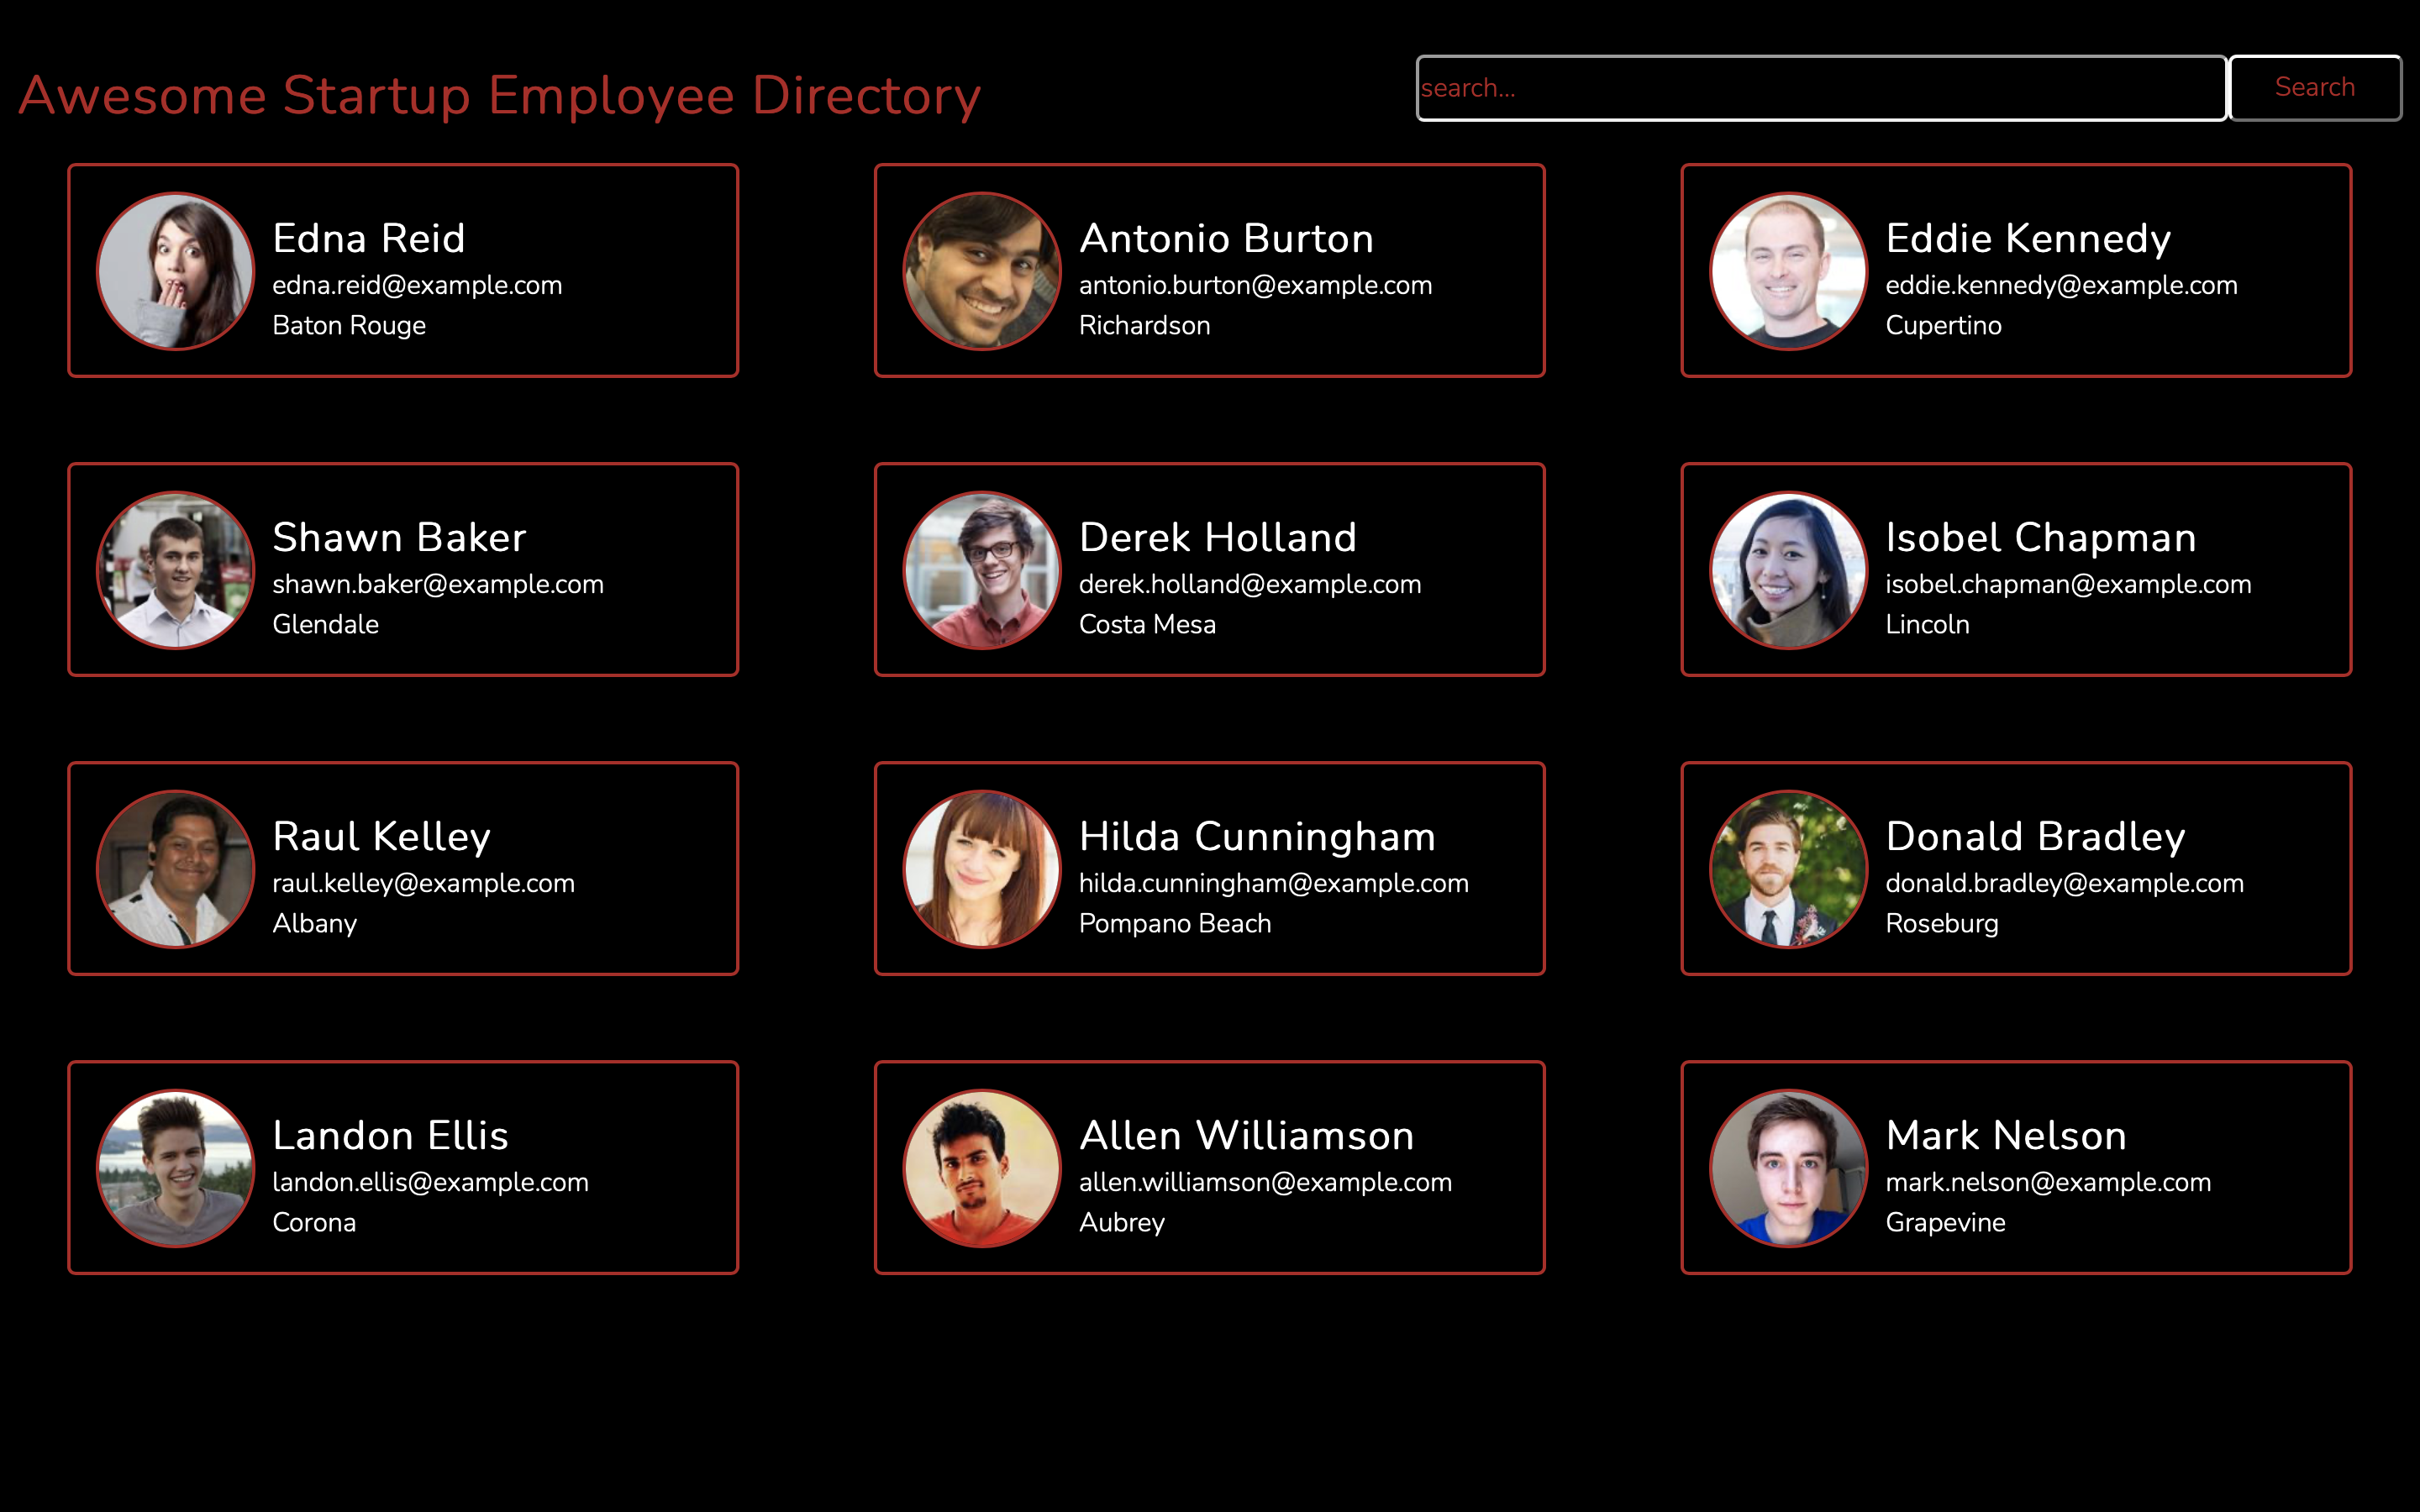 Awesome Startup Employee Directory
search...
Search
Edna Reid
edna.reid@example.com
Baton Rouge
Antonio Burton
antonio.burton@example.com
Richardson
Eddie Kennedy
eddie.kennedy@example.com
Cupertino
Shawn Baker
shawn.baker@example.com
Glendale
Derek Holland
derek.holland@example.com
Costa Mesa
Isobel Chapman
isobel.chapman@example.com
Lincoln
Raul Kelley
raul.kelley@example.com
Albany
Hilda Cunningham
hilda.cunningham@example.com
Pompano Beach
Donald Bradley
donald.bradley@example.com
Roseburg
Landon Ellis
landon.ellis@example.com
Corona
Allen Williamson
allen.williamson@example.com
Aubrey
Mark Nelson
mark.nelson@example.com
Grapevine